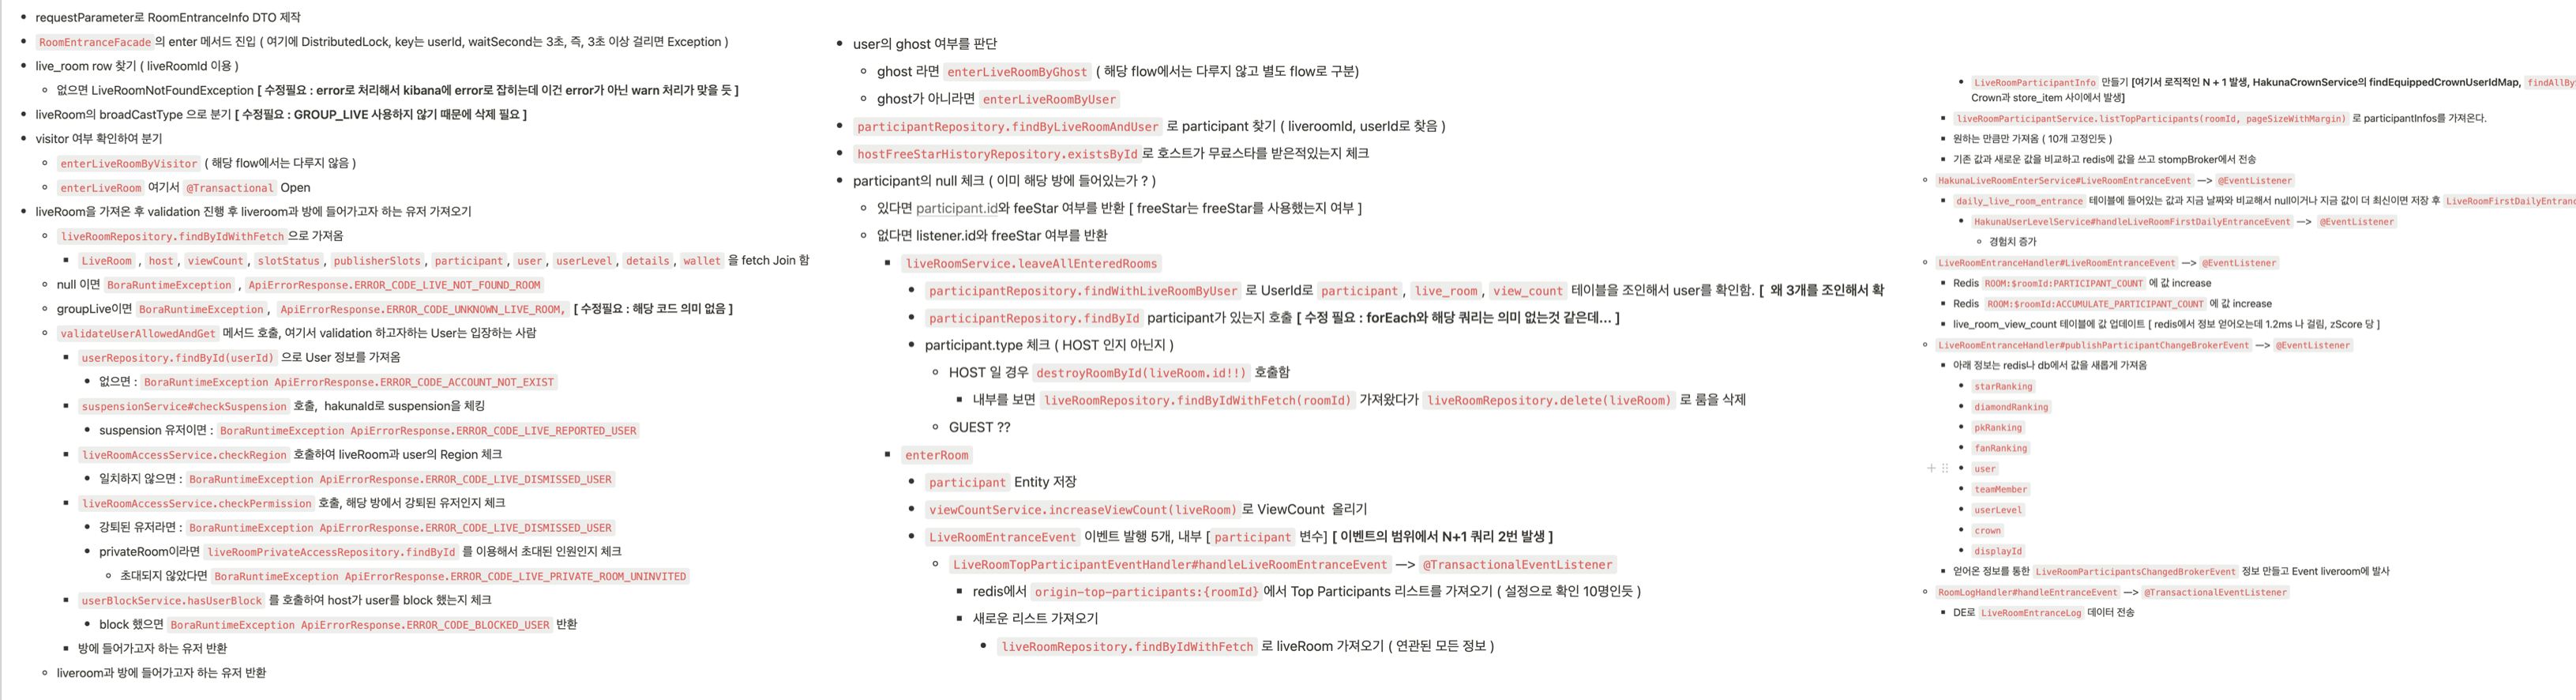 requestParameter로 RoomEntranceInfo DTO 제작
RoomEntranceFacade 의 enter 메서드 진입 ( 여기에 DistributedLock, key는 userId, waitSecond는 3초, 즉, 3초 이상 걸리면 Exception )
live_room row 찾기 ( liveRoomId 이용 )
없으면 LiveRoomNotFoundException [ 수정필요 : error로 처리해서 kibana에 error로 잡히는데 이건 error가 아닌 warn 처리가 맞을 듯 ]
liveRoom의 broadCastType 으로 분기 [ 수정필요 : GROUP_LIVE 사용하지 않기 때문에 삭제 필요 ]
visitor 여부 확인하여 분기
enterLiveRoomByVisitor ( 해당 flow에서는 다루지 않음 )
enterLiveRoom 여기서 @Transactional Open
liveRoom을 가져온 후 validation 진행 후 liveroom과 방에 들어가고자 하는 유저 가져오기
liveRoomRepository.findByIdWithFetch 으로 가져옴
LiveRoom , host, viewCount, slotStatus, publisherSlots, participant, user, userLevel, details, wallet 을 fetch Join 함
null 이면 BoraRuntimeException , ApiErrorResponse.ERROR_CODE_LIVE_NOT_FOUND_ROOM
groupLive이면 BoraRuntimeException , ApiErrorResponse.ERROR_CODE_UNKNOWN_LIVE_ROOM, [ 수정필요 : 해당 코드 의미 없음 ]
validateUserAllowedAndGet 메서드 호출, 여기서 validation 하고자하는 User는 입장하는 사람
userRepository.findById(userId) 으로 User 정보를 가져옴
없으면 : BoraRuntimeException ApiErrorResponse.ERROR_CODE_ACCOUNT_NOT_EXIST
suspensionService#checkSuspension 호출, hakunaId로 suspension을 체킹
suspension 유저이면 : BoraRuntimeException ApiErrorResponse.ERROR_CODE_LIVE_REPORTED_USER
liveRoomAccessService.checkRegion 호출하여 liveRoom과 user의 Region 체크
일치하지 않으면 : BoraRuntimeException ApiErrorResponse.ERROR_CODE_LIVE_DISMISSED_USER
liveRoomAccessService.checkPermission 호출, 해당 방에서 강퇴된 유저인지 체크
강퇴된 유저라면 : BoraRuntimeException ApiErrorResponse.ERROR_CODE_LIVE_DISMISSED_USER
privateRoom이라면 liveRoomPrivateAccessRepository.findById 를 이용해서 초대된 인원인지 체크
초대되지 않았다면 BoraRuntimeException ApiErrorResponse.ERROR_CODE_LIVE_PRIVATE_ROOM_UNINVITED
userBlockService.hasUserBlock 를 호출하여 host가 user를 block 했는지 체크
block 했으면 BoraRuntimeException ApiErrorResponse.ERROR_CODE_BLOCKED_USER 반환
방에 들어가고자 하는 유저 반환
liveroom과 방에 들어가고자 하는 유저 반환
user의 ghost 여부를 판단
ghost 라면 enterLiveRoomByGhost ( 해당 flow에서는 다루지 않고 별도 flow로 구분)
ghost가 아니라면 enterLiveRoomByUser
participantRepository.findByLiveRoomAndUser 로 participant 찾기 ( liveroomId, userId로 찾음 )
hostFreeStarHistoryRepository.existsById 로 호스트가 무료스타를 받은적있는지 체크
participant의 null 체크 ( 이미 해당 방에 들어있는가 ? )
있다면 participant.id와 feeStar 여부를 반환 [ freeStar는 freeStar를 사용했는지 여부 ]
없다면 listener.id와 freeStar 여부를 반환
liveRoomService.leaveAllEnteredRooms
participantRepository.findWithLiveRoomByUser 로 UserId로 participant, live_room, view_count 테이블을 조인해서 user를 확인함. [ 왜 3개를 조인해서 확
participantRepository.findById participant가 있는지 호출 [ 수정 필요 : forEach와 해당 쿼리는 의미 없는것 같은데... ]
participant.type 체크 ( HOST 인지 아닌지 )
HOST 일 경우 destroyRoomById(liveRoom.id!!) 호출함
내부를 보면 liveRoomRepository.findByIdWithFetch(roomId) 가져왔다가 liveRoomRepository.delete(liveRoom) 로 룸을 삭제
GUEST ??
enterRoom
participant Entity 저장
viewCountService.increaseViewCount(liveRoom) 로 ViewCount 올리기
LiveRoomEntranceEvent 이벤트 발행 5개, 내부 [ participant 변수] [ 이벤트의 범위에서 N+1 쿼리 2번 발생 ]
LiveRoomTopParticipantEventHandler#handleLiveRoomEntranceEvent —> @TransactionalEventListener
redis에서 origin-top-participants:{roomId} 에서 Top Participants 리스트를 가져오기 ( 설정으로 확인 10명인듯 )
새로운 리스트 가져오기
liveRoomRepository.findByIdWithFetch 로 liveRoom 가져오기 ( 연관된 모든 정보 )
LiveRoomParticipantInfo 만들기 [여기서 로직적인 N + 1 발생, HakunaCrownService의 findEquippedCrownUserIdMap, findAllBy
Crown과 store_item 사이에서 발생]
liveRoomParticipantService.listTopParticipants(roomId, pageSizeWithMargin) 로 participantInfos를 가져온다.
원하는 만큼만 가져옴 ( 10개 고정인듯 )
기존 값과 새로운 값을 비교하고 redis에 값을 쓰고 stompBroker에서 전송
HakunaLiveRoomEnterService#LiveRoomEntranceEvent —> @EventListener
daily_live_room_entrance 테이블에 들어있는 값과 지금 날짜와 비교해서 null이거나 지금 값이 더 최신이면 저장 후 LiveRoomFirstDailyEntranc
HakunaUserLevelService#handleLiveRoomFirstDailyEntranceEvent —> @EventListener
경험치 증가
LiveRoomEntranceHandler#LiveRoomEntranceEvent —> @EventListener
Redis ROOM:$roomId:PARTICIPANT_COUNT 에 값 increase
Redis ROOM:$roomId:ACCUMULATE_PARTICIPANT_COUNT 에 값 increase
live_room_view_count 테이블에 값 업데이트 [ redis에서 정보 얻어오는데 1.2ms 나 걸림, zScore 당 ]
LiveRoomEntranceHandler#publishParticipantChangeBrokerEvent —> @EventListener
아래 정보는 redis나 db에서 값을 새롭게 가져옴
starRanking
diamondRanking
pkRanking
fanRanking
user
teamMember
userLevel
crown
displayId
얻어온 정보를 통한 LiveRoomParticipantsChangedBrokerEvent 정보 만들고 Event liveroom에 발사
RoomLogHandler#handleEntranceEvent —> @TransactionalEventListener
DE로 LiveRoomEntranceLog 데이터 전송